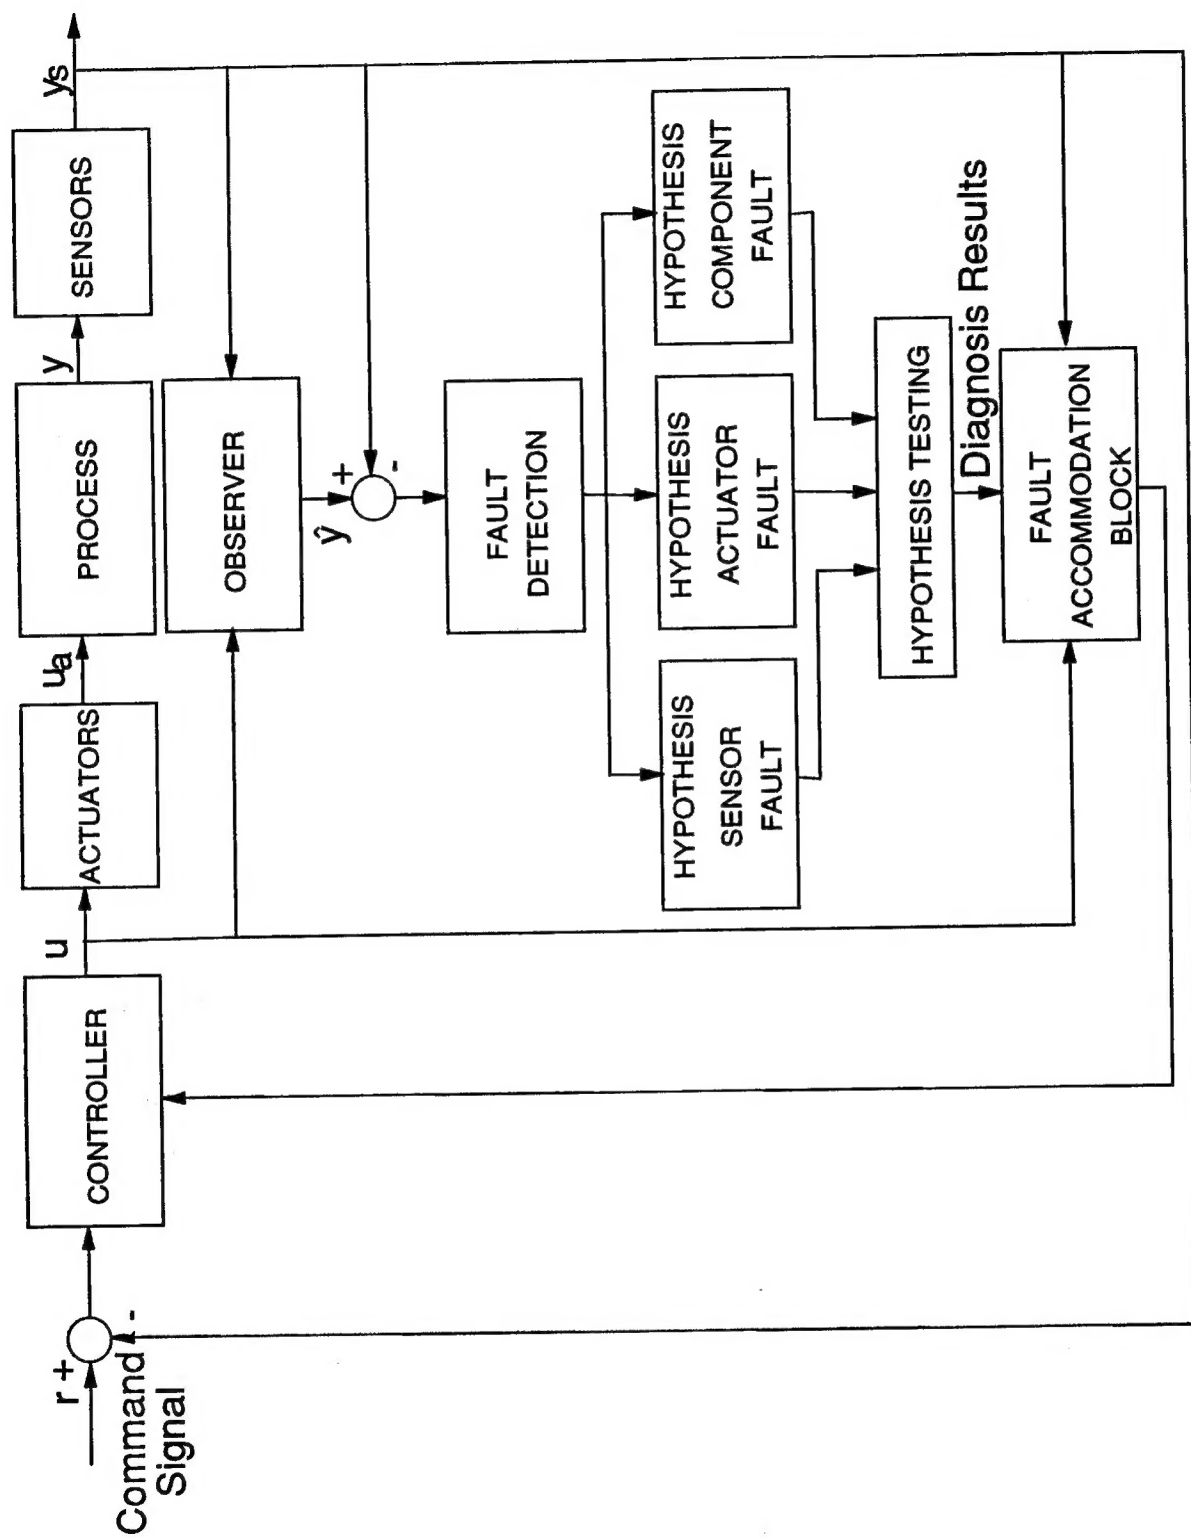 r
+
-
Command
Signal
CONTROLLER
u
ACTUATORS
ua
PROCESS
y
SENSORS
ys
OBSERVER
ŷ
+
-
FAULT
DETECTION
HYPOTHESIS
SENSOR
FAULT
HYPOTHESIS
ACTUATOR
FAULT
HYPOTHESIS
COMPONENT
FAULT
HYPOTHESIS TESTING
Diagnosis Results
FAULT
ACCOMMODATION
BLOCK